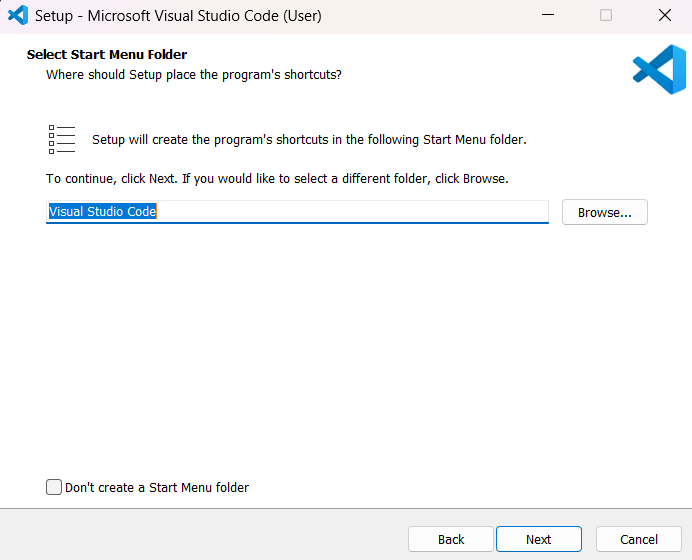 Setup - Microsoft Visual Studio Code (User)
Select Start Menu Folder
Where should Setup place the program's shortcuts?
Setup will create the program's shortcuts in the following Start Menu folder.
To continue, click Next. If you would like to select a different folder, click Browse.
Visual Studio Code
Browse...
Don't create a Start Menu folder
Back
Next
Cancel